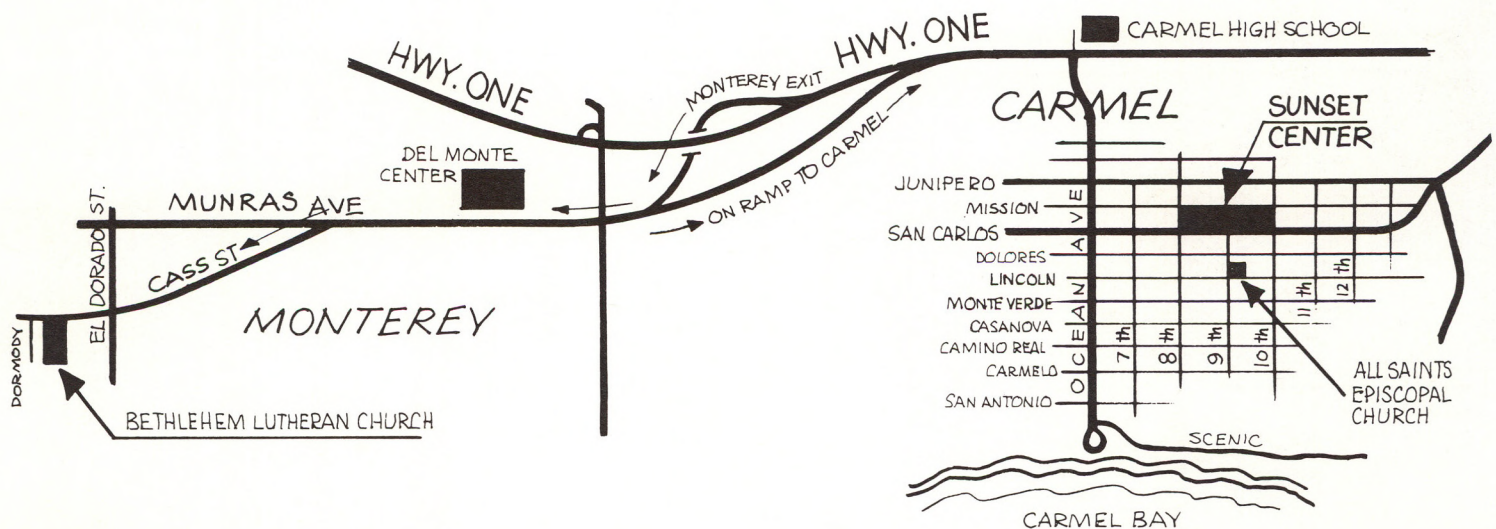 HWY. ONE
MONTEREY EXIT
HWY. ONE
CARMEL HIGH SCHOOL
CARMEL
SUNSET
CENTER
DEL MONTE
CENTER
ON RAMP TO CARMEL
MUNRAS AVE
EL DORADO ST.
CASS ST
MONTEREY
DORMODY
BETHLEHEM LUTHERAN CHURCH
JUNIPERO
MISSION
SAN CARLOS
DOLORES
LINCOLN
MONTE VERDE
CASANOVA
CAMINO REAL
CARMELO
SAN ANTONIO
OCEAN AVE
7th
8th
9th
10th
11th
12th
ALL SAINTS
EPISCOPAL
CHURCH
SCENIC
CARMEL BAY